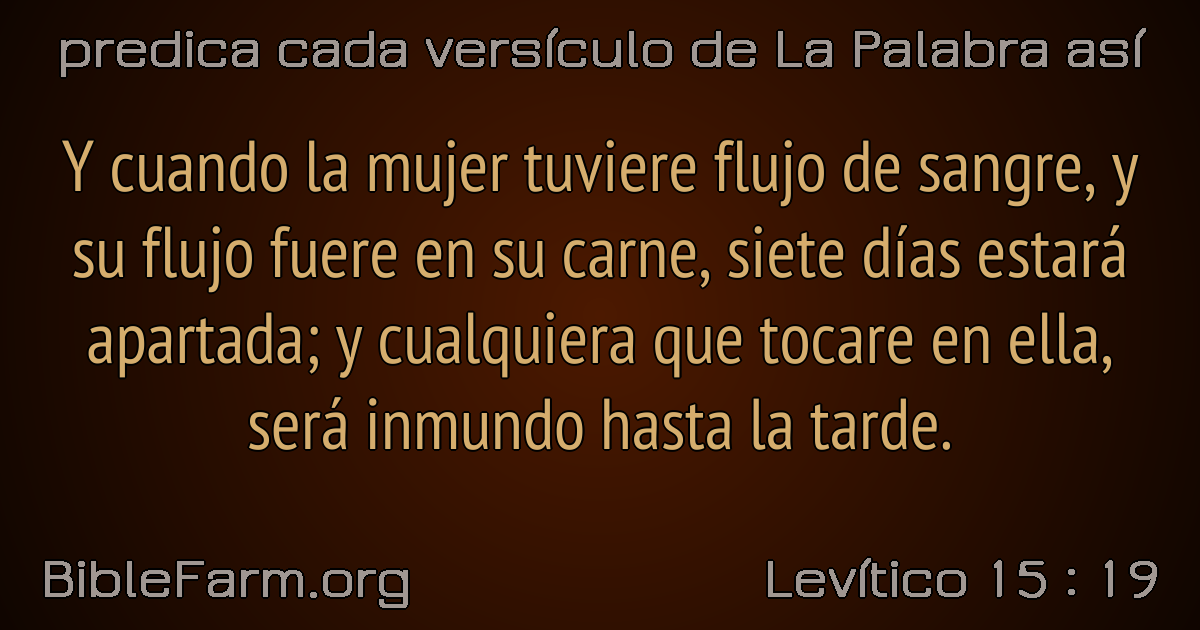 predica cada versículo de La Palabra así
Y cuando la mujer tuviere flujo de sangre, y
su flujo fuere en su carne, siete días estará
apartada; y cualquiera que tocare en ella,
será inmundo hasta la tarde.
BibleFarm.org
Levítico 15 : 19